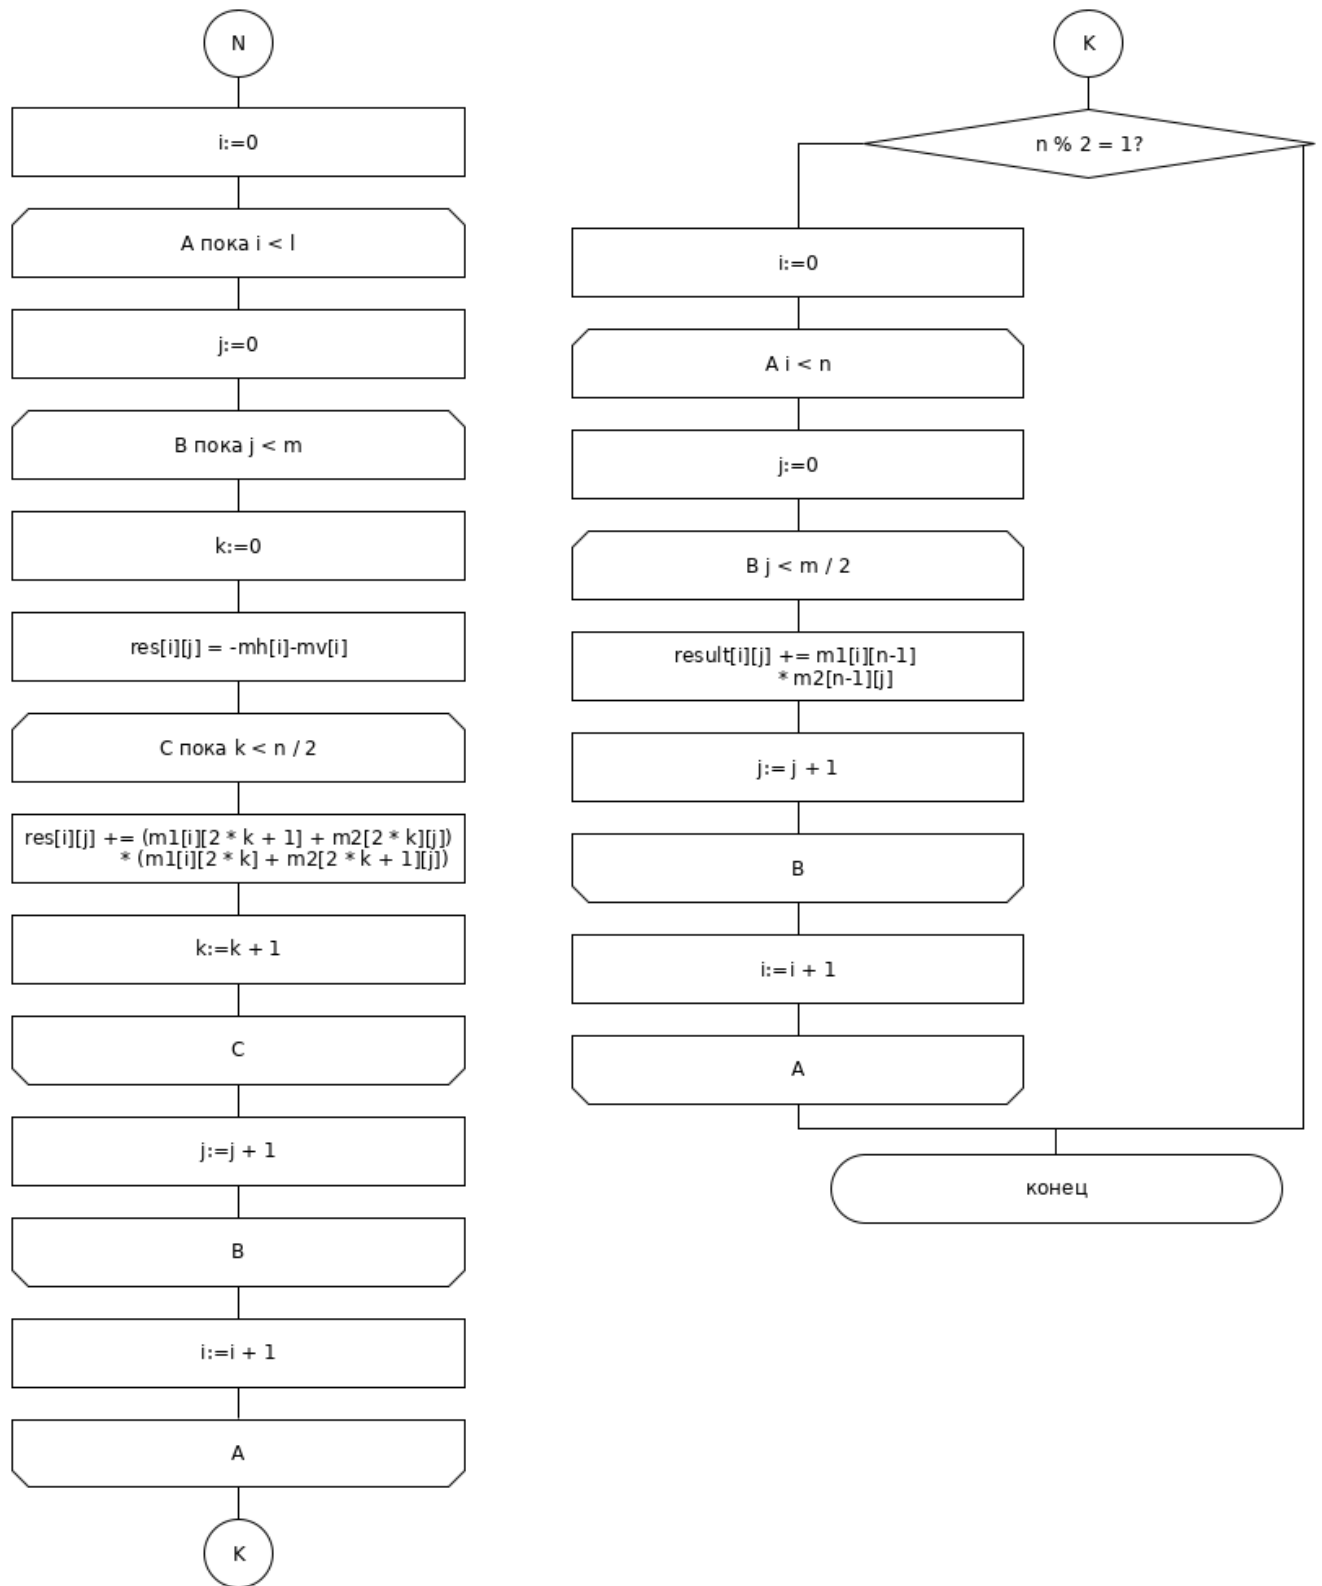 N
i:=0
A пока i < l
j:=0
B пока j < m
k:=0
res[i][j] = -mh[i]-mv[i]
C пока k < n / 2
res[i][j] += (m1[i][2 * k + 1] + m2[2 * k][j])
* (m1[i][2 * k] + m2[2 * k + 1][j])
k:=k + 1
C
j:=j + 1
B
i:=i + 1
A
K
K
n % 2 = 1?
i:=0
A i < n
j:=0
B j < m / 2
result[i][j] += m1[i][n-1]
* m2[n-1][j]
j:= j + 1
B
i:=i + 1
A
конец